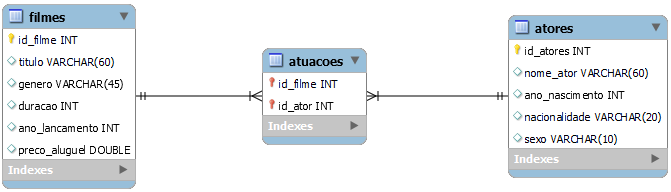 filmes
id_filme INT
titulo VARCHAR(60)
genero VARCHAR(45)
duracao INT
ano_lancamento INT
preco_aluguel DOUBLE
Indexes
atuacoes
id_filme INT
id_ator INT
Indexes
atores
id_atores INT
nome_ator VARCHAR(60)
ano_nascimento INT
nacionalidade VARCHAR(20)
sexo VARCHAR(10)
Indexes